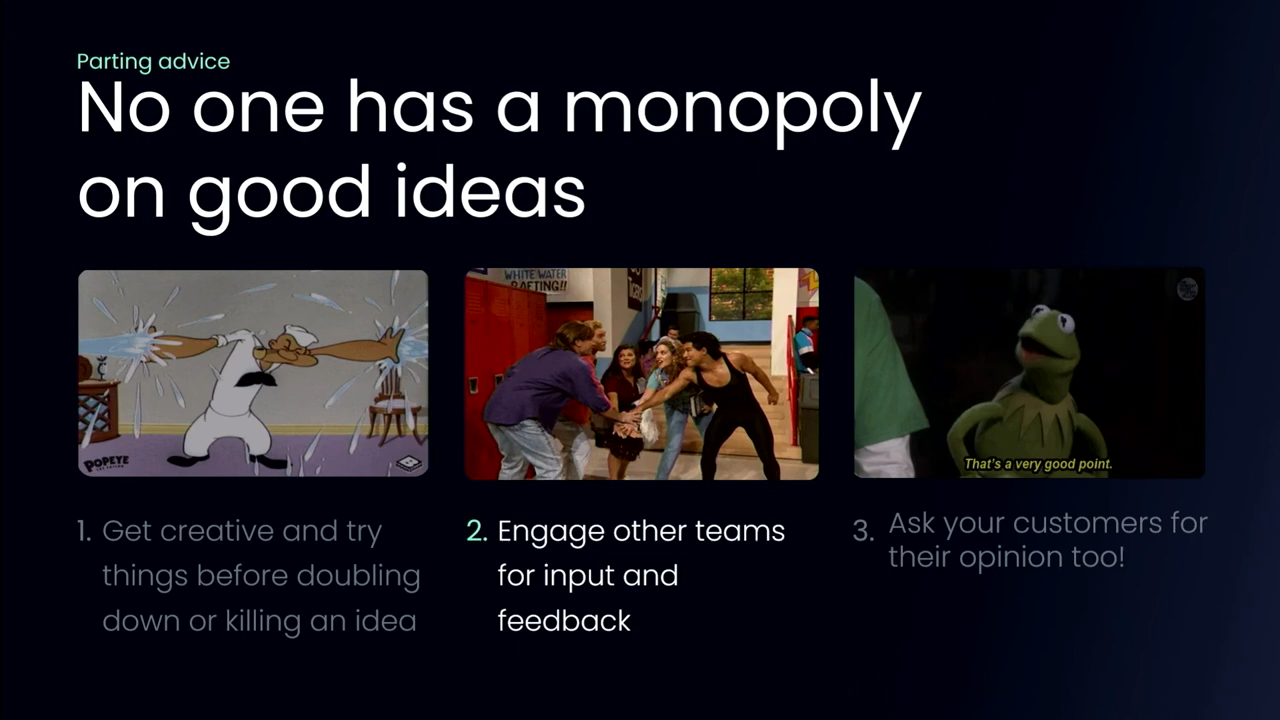 Parting advice
No one has a monopoly
on good ideas
WHITE WATER
RAFTING!!
POPEYE
THE SAILOR
That's a very good point.
1. Get creative and try
things before doubling
down or killing an idea
2. Engage other teams
for input and
feedback
3. Ask your customers for
their opinion too!